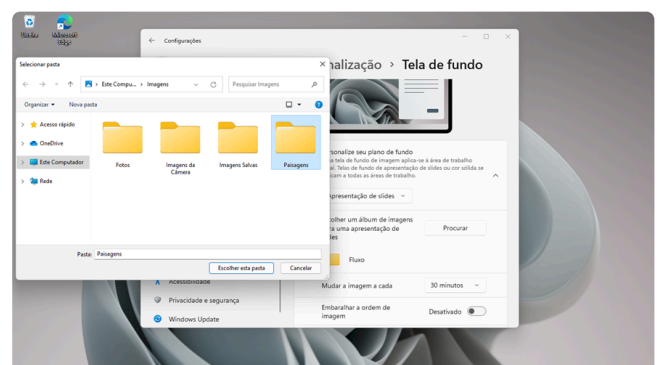 Lixeira
Microsoft
Edge
Configurações
Selecionar pasta
nalização > Tela de fundo
Este Compu... > Imagens
Pesquisar Imagens
Organizar
Nova pasta
Acesso rápido
OneDrive
Este Computador
Rede
Fotos
Imagens da
Câmera
Imagens Salvas
Paisagens
rsonalize seu plano de fundo
a tela de fundo de imagem aplica-se à área de trabalho
al. Telas de fundo de apresentação de slides ou cor sólida se
icam a todas as áreas de trabalho.
presentação de slides
colher um álbum de imagens
ra uma apresentação de
des
Procurar
Fluxo
Pasta: Paisagens
Escolher esta pasta
Cancelar
Mudar a imagem a cada
30 minutos
Acessibilidade
Privacidade e segurança
Windows Update
Embaralhar a ordem de
imagem
Desativado